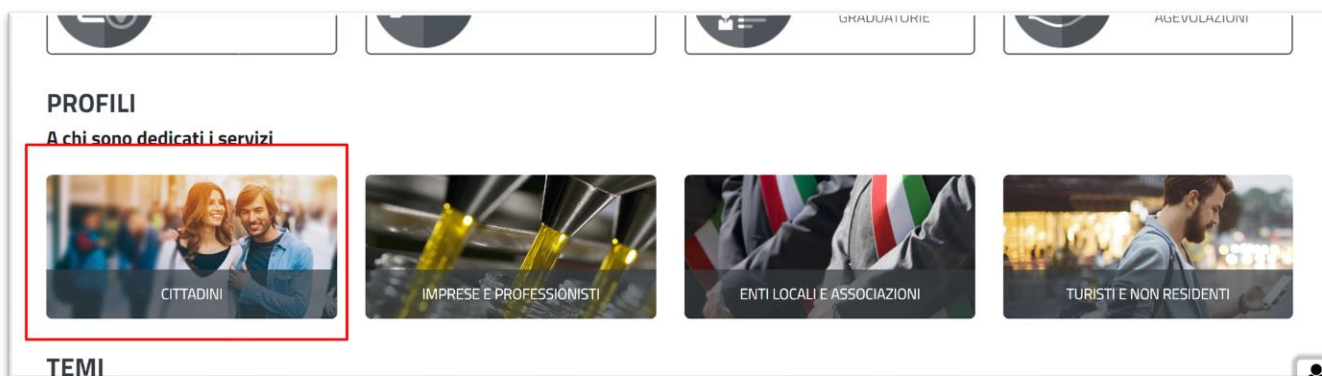 GRADUATORIE
AGEVOLAZIONI
PROFILI
A chi sono dedicati i servizi
CITTADINI
IMPRESE E PROFESSIONISTI
ENTI LOCALI E ASSOCIAZIONI
TURISTI E NON RESIDENTI
TEMI